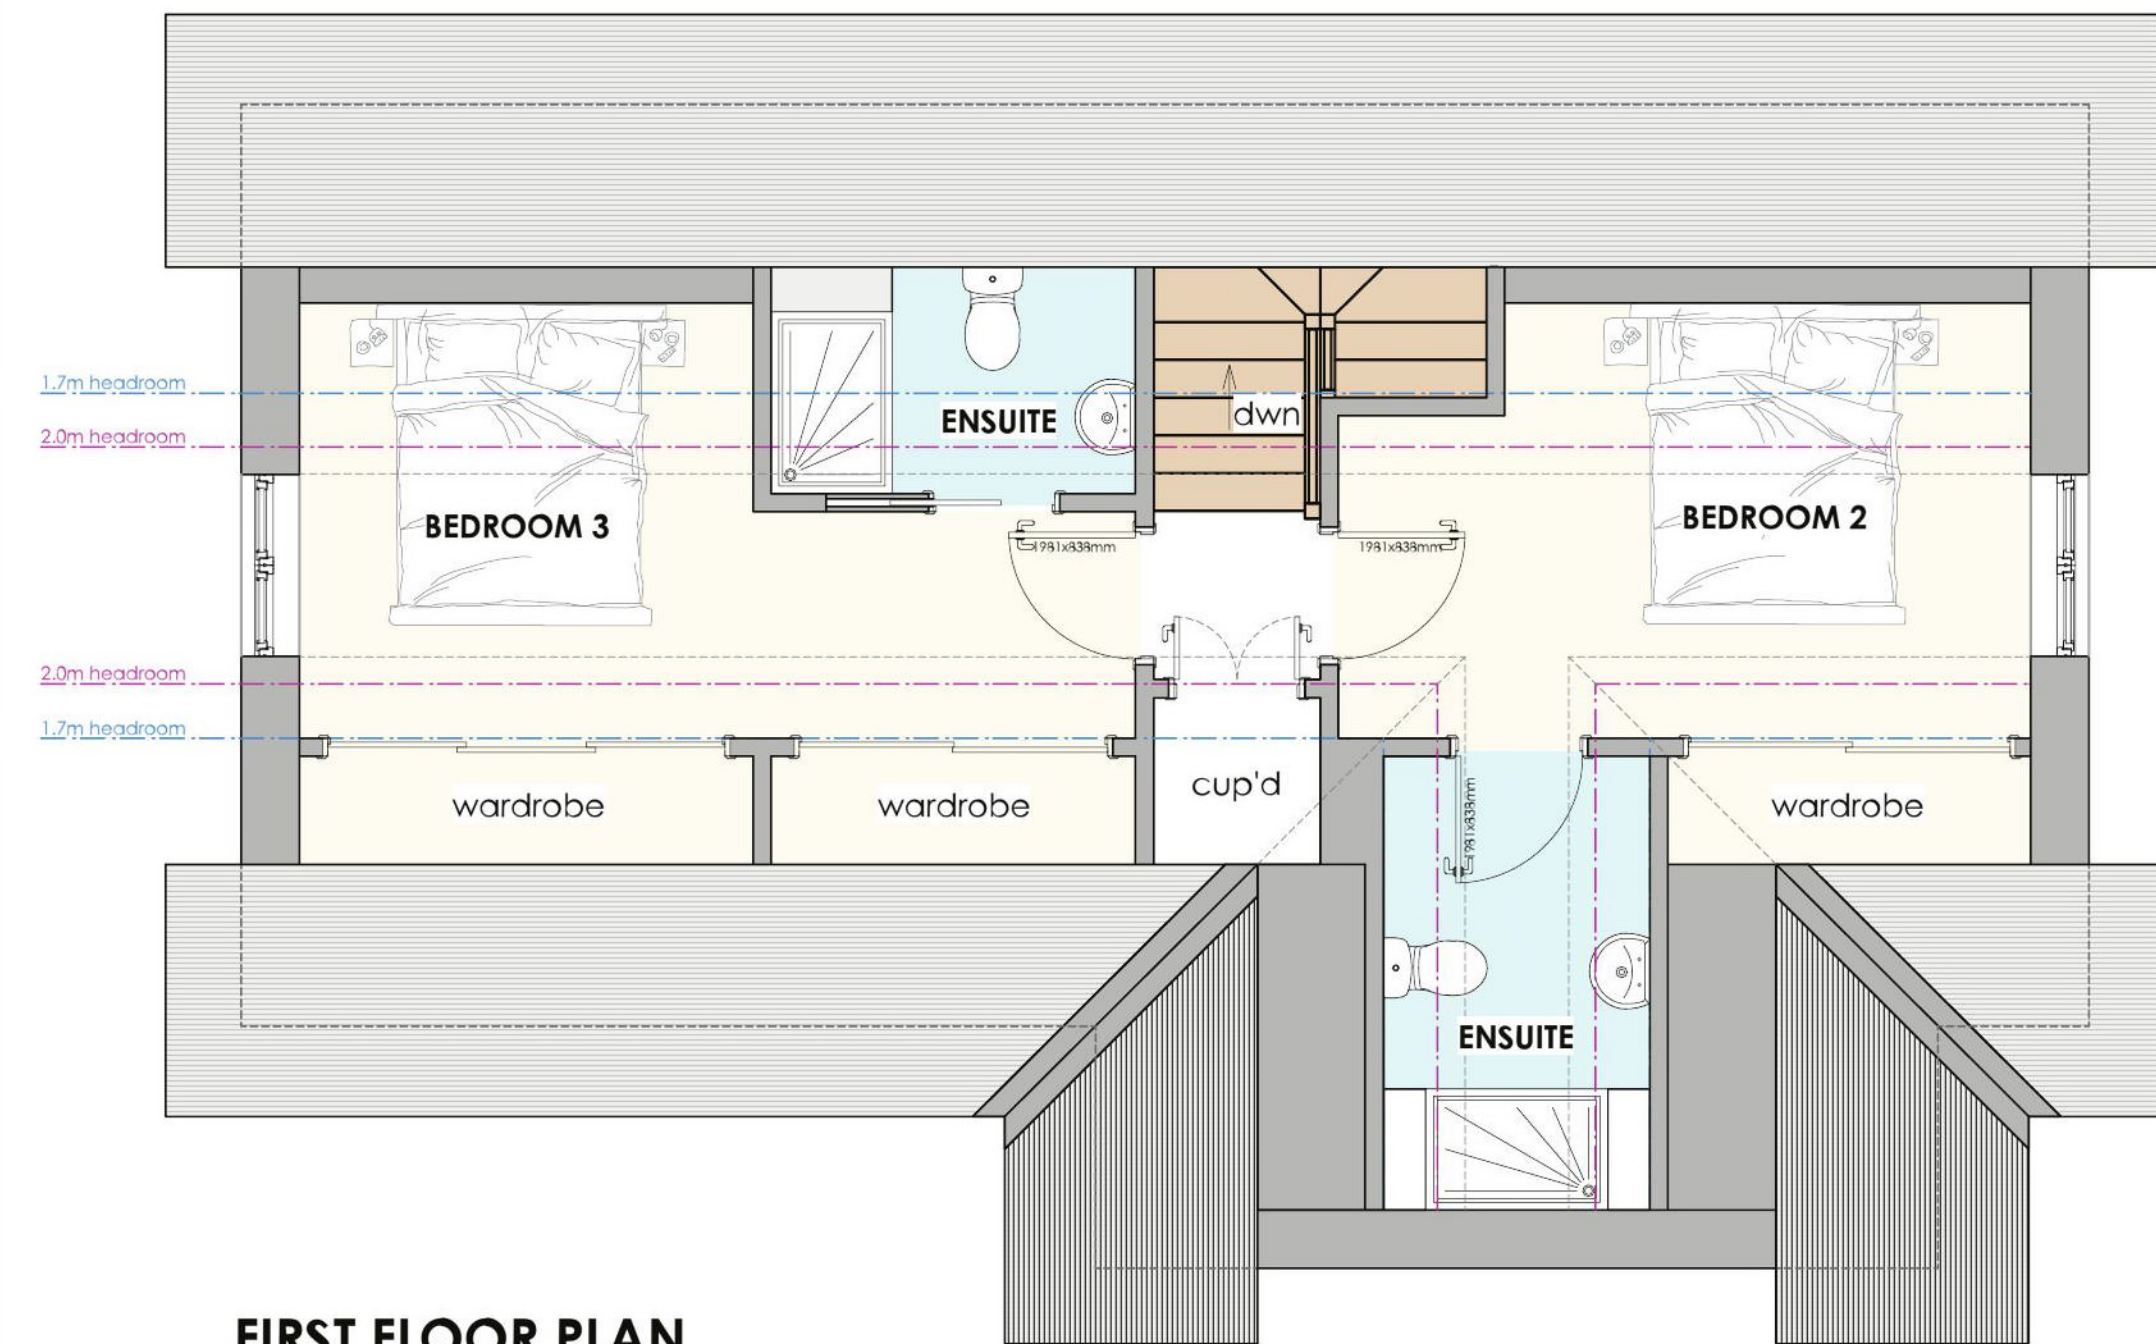 1.7m headroom
ENSUITE
dwn
2.0m headroom
BEDROOM 3
BEDROOM 2
1981x838mm
1981x838mm
2.0m headroom
1.7m headroom
wardrobe
wardrobe
cup'd
1981x838mm
wardrobe
ENSUITE
FIRST FLOOR PLAN